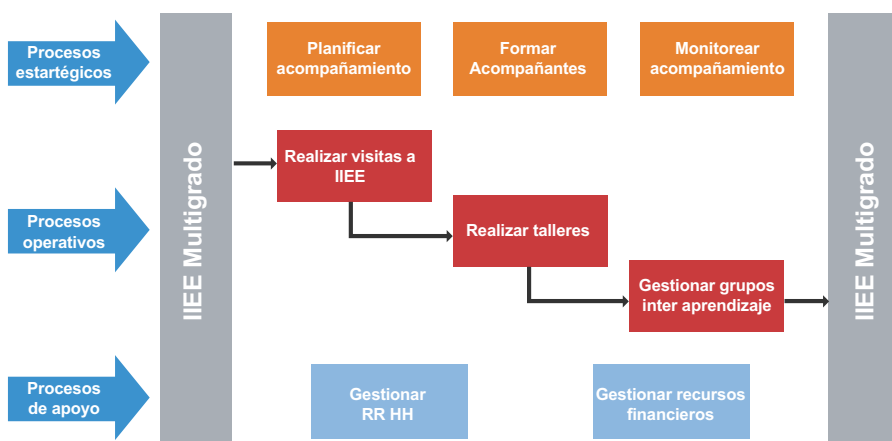 Procesos
estartégicos
Planificar
acompañamiento
Formar
Acompañantes
Monitorear
acompañamiento
IIEE Multigrado
Procesos
operativos
Realizar visitas a
IIEE
Realizar talleres
Gestionar grupos
inter aprendizaje
IIEE Multigrado
Procesos
de apoyo
Gestionar
RR HH
Gestionar recursos
financieros